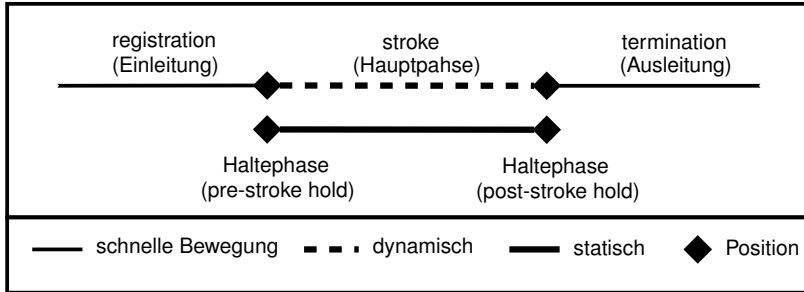 registration
(Einleitung)
stroke
(Hauptpahse)
termination
(Ausleitung)
Haltephase
(pre-stroke hold)
Haltephase
(post-stroke hold)
schnelle Bewegung
dynamisch
statisch
Position